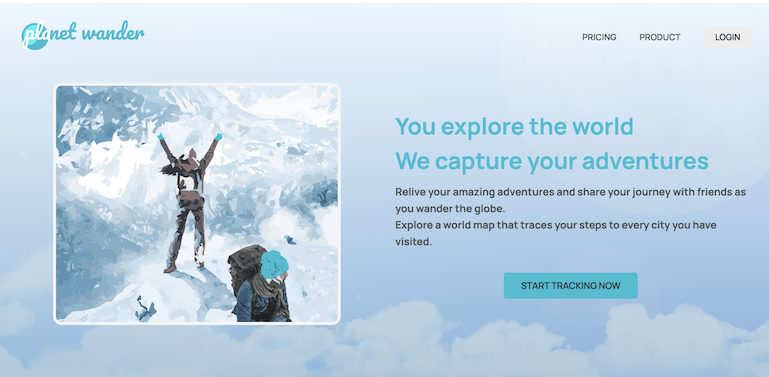 planet wander
PRICING
PRODUCT
LOGIN
You explore the world
We capture your adventures
Relive your amazing adventures and share your journey with friends as
you wander the globe.
Explore a world map that traces your steps to every city you have
visited.
START TRACKING NOW